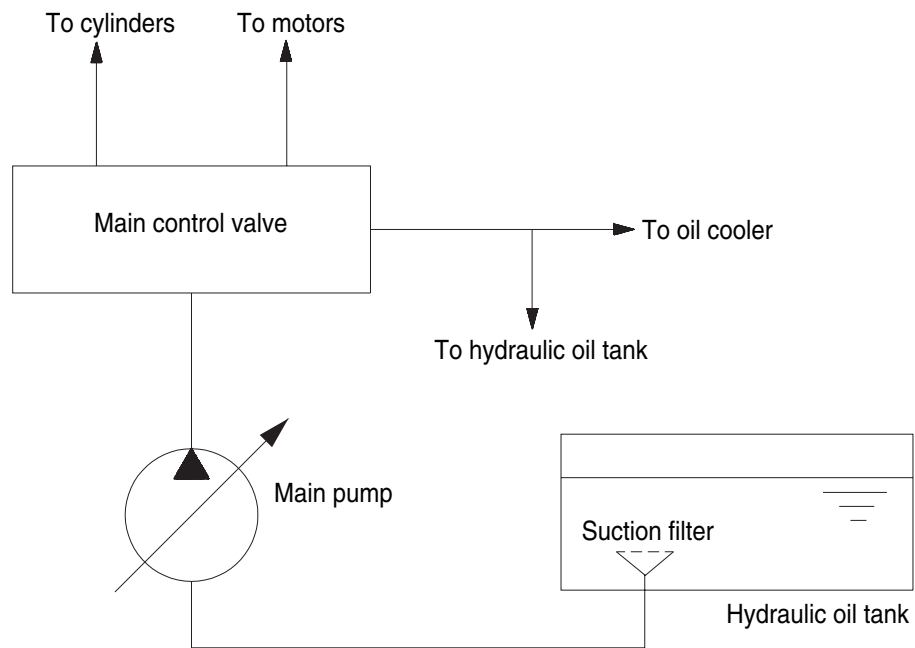 To cylinders
To motors
Main control valve
To oil cooler
To hydraulic oil tank
Main pump
Suction filter
Hydraulic oil tank